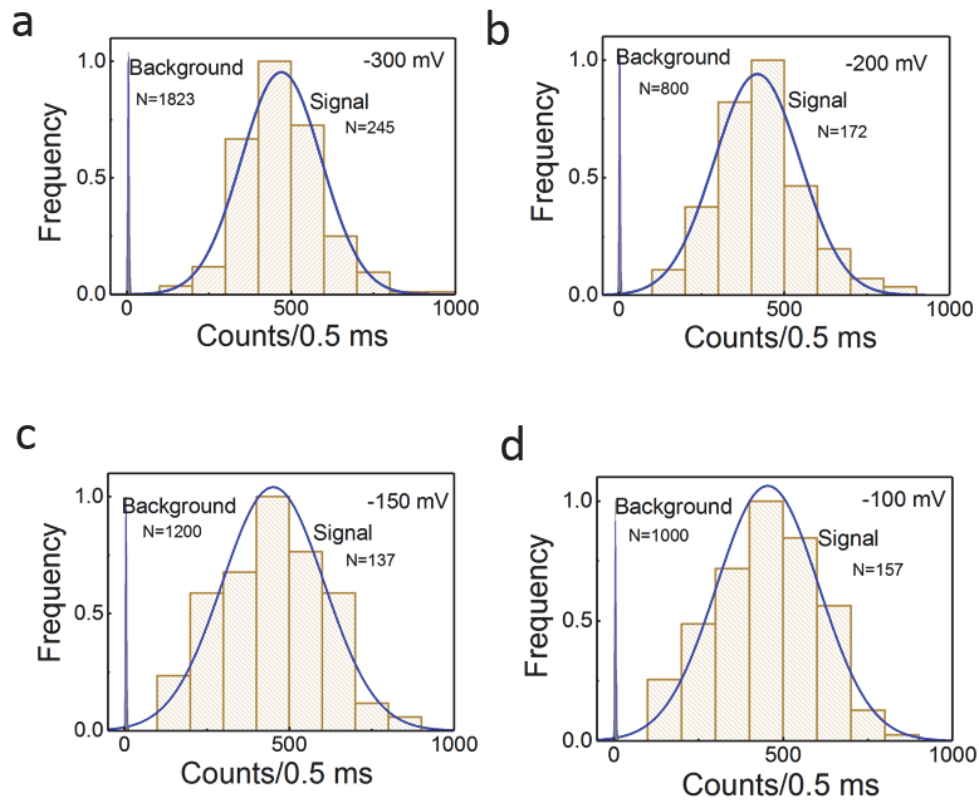 a
Frequency
1.0
0.5
0.0
Background
N=1823
-300 mV
Signal
N=245
0
500
1000
Counts/0.5 ms
b
Frequency
1.0
0.5
0.0
Background
N=800
-200 mV
Signal
N=172
0
500
1000
Counts/0.5 ms
c
Frequency
1.0
0.5
0.0
Background
N=1200
-150 mV
Signal
N=137
0
500
1000
Counts/0.5 ms
d
Frequency
1.0
0.5
0.0
Background
N=1000
-100 mV
Signal
N=157
0
500
1000
Counts/0.5 ms